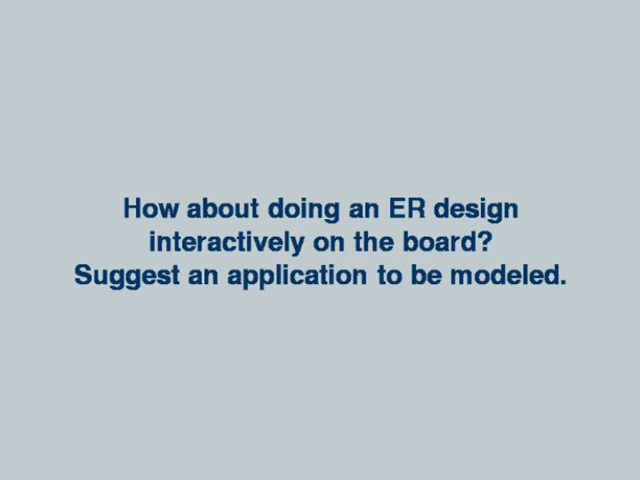 How about doing an ER design
interactively on the board?
Suggest an application to be modeled.